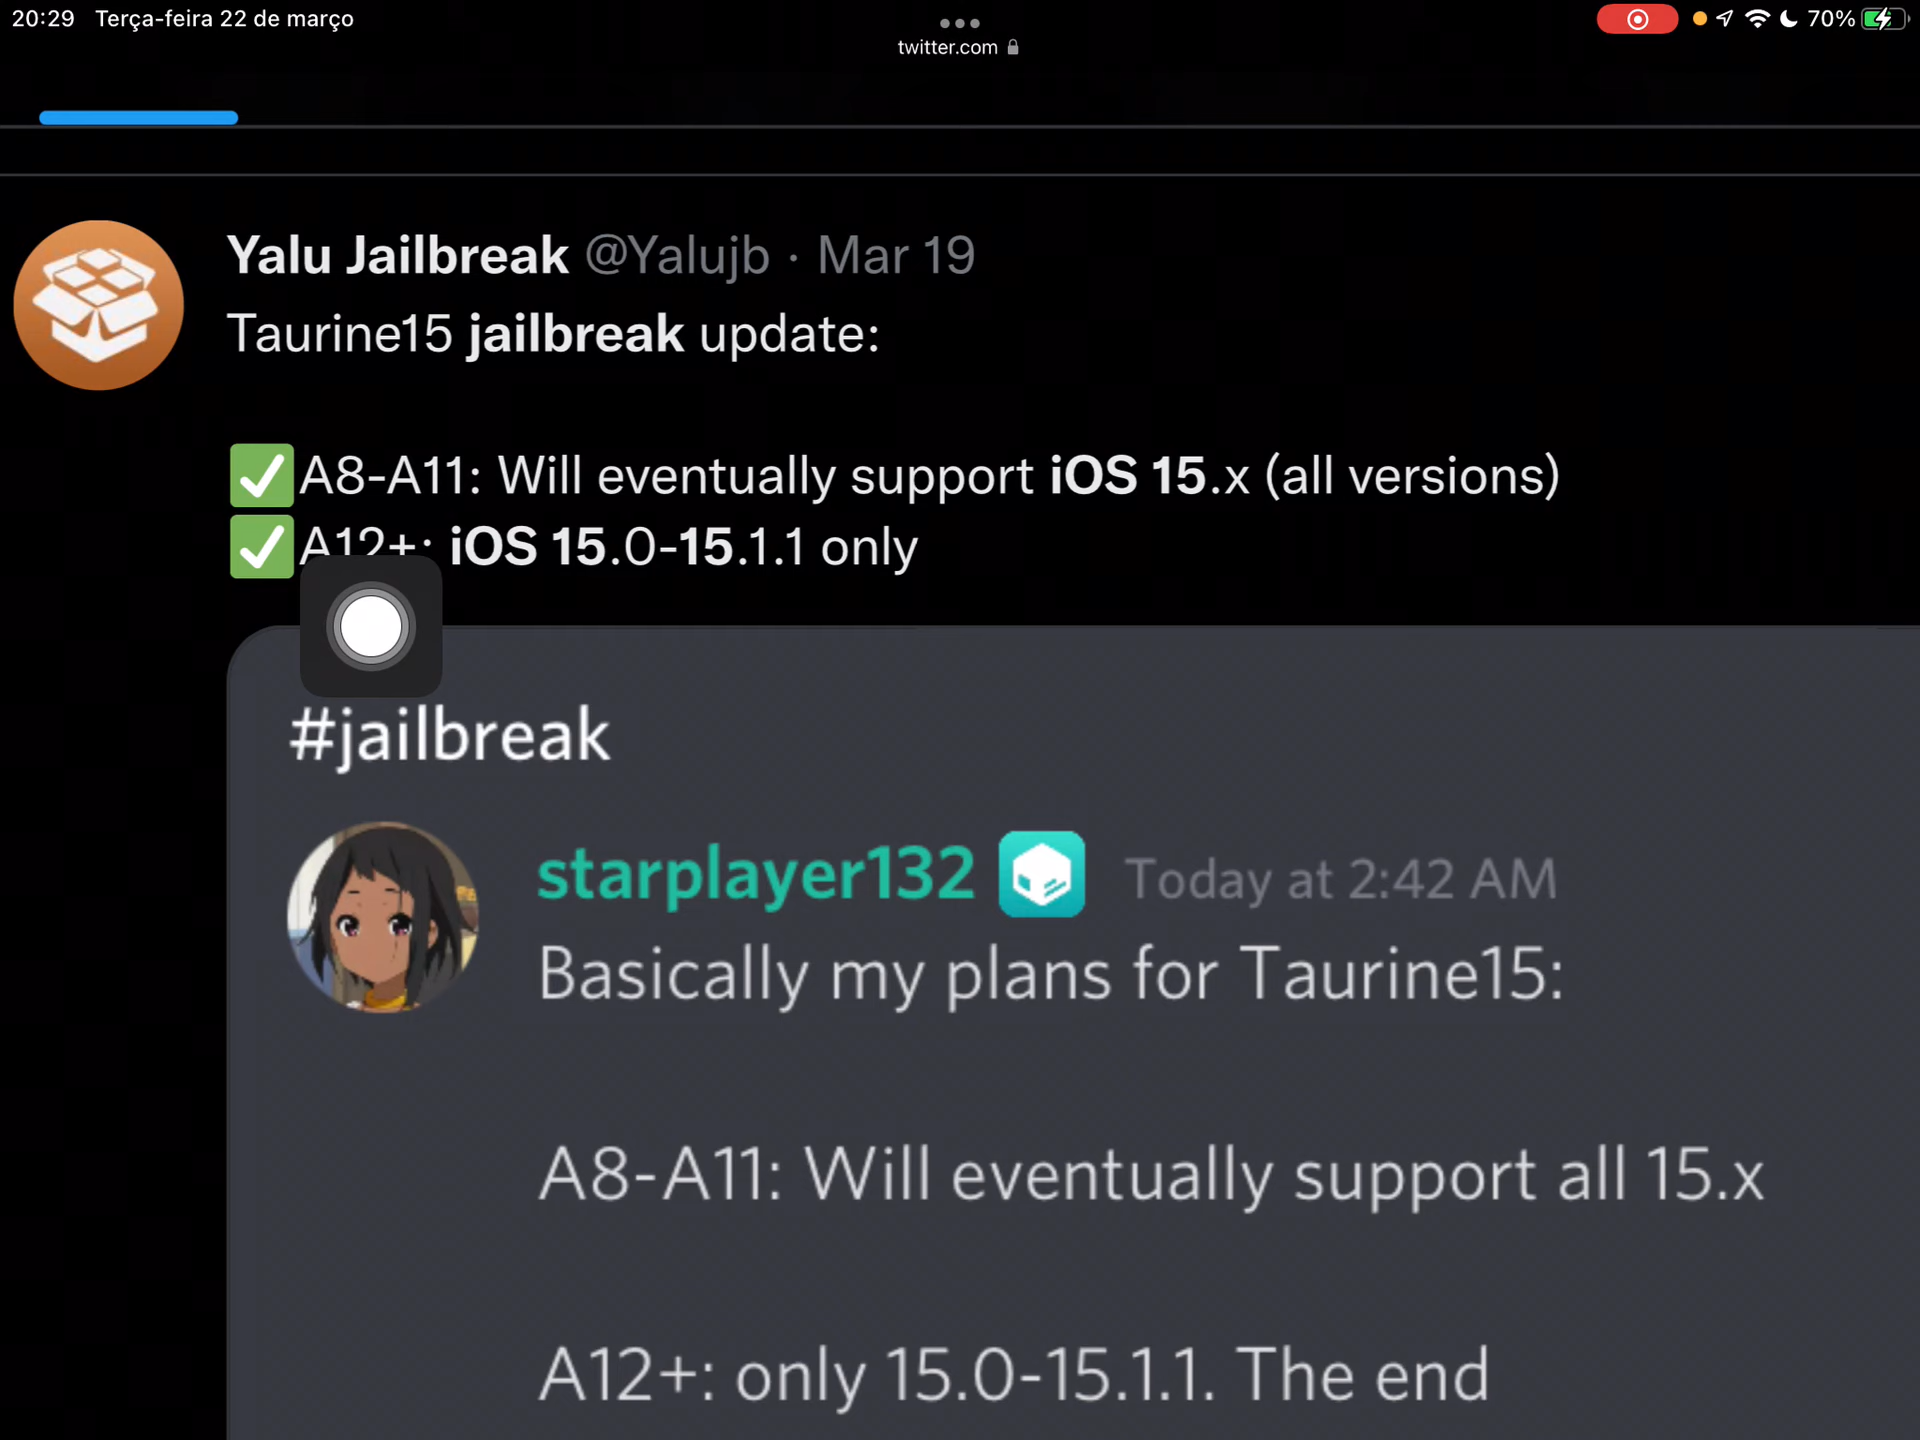 20:29 Terça-feira 22 de março
70%
twitter.com
Yalu Jailbreak @Yalujb · Mar 19
Taurine15 jailbreak update:
✅A8-A11: Will eventually support iOS 15.x (all versions)
✅A12+: iOS 15.0-15.1.1 only
#jailbreak
starplayer132 Today at 2:42 AM
Basically my plans for Taurine15:
A8-A11: Will eventually support all 15.x
A12+: only 15.0-15.1.1. The end